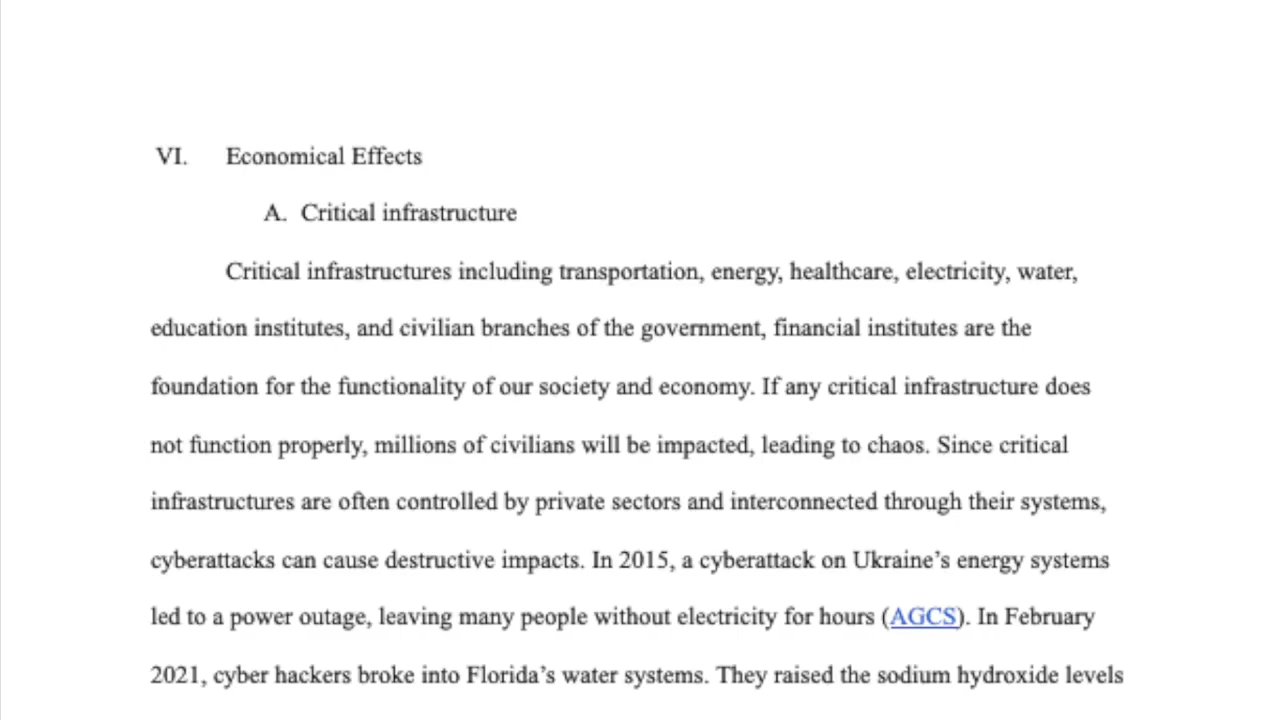 VI. Economical Effects
A. Critical infrastructure
Critical infrastructures including transportation, energy, healthcare, electricity, water,
education institutes, and civilian branches of the government, financial institutes are the
foundation for the functionality of our society and economy. If any critical infrastructure does
not function properly, millions of civilians will be impacted, leading to chaos. Since critical
infrastructures are often controlled by private sectors and interconnected through their systems,
cyberattacks can cause destructive impacts. In 2015, a cyberattack on Ukraine’s energy systems
led to a power outage, leaving many people without electricity for hours (AGCS). In February
2021, cyber hackers broke into Florida’s water systems. They raised the sodium hydroxide levels